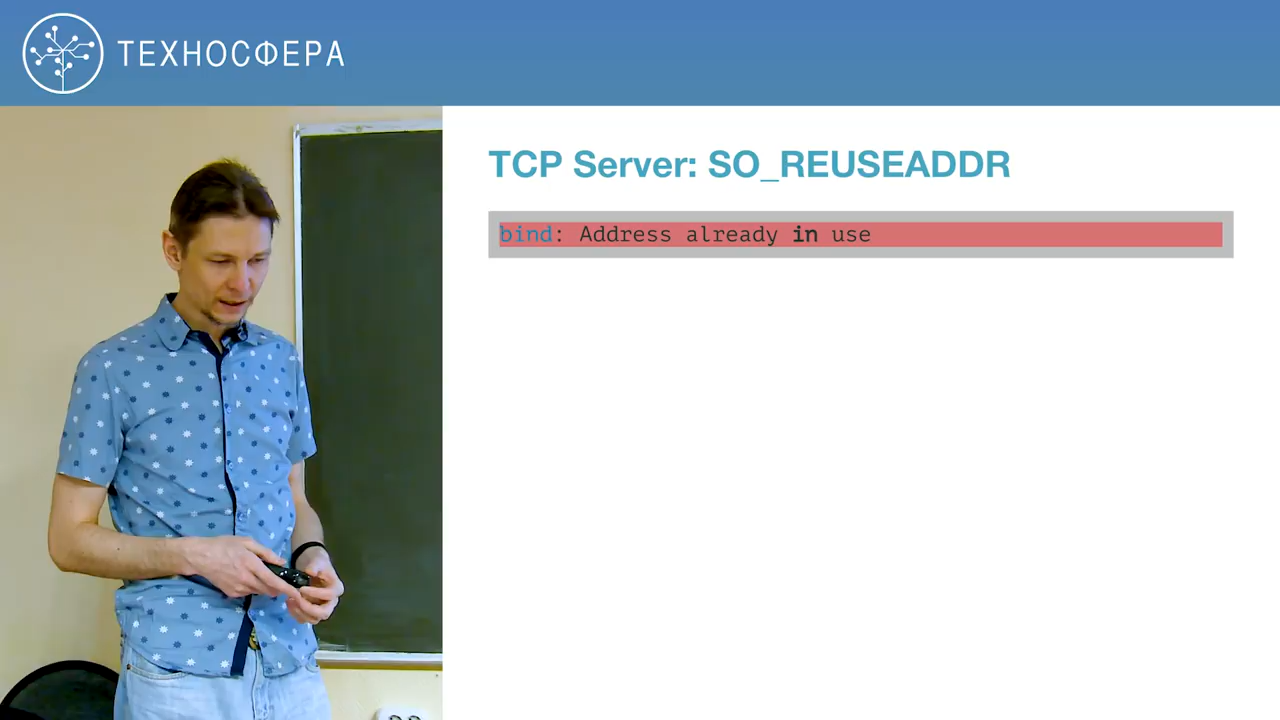 ТЕХНОСФЕРА
TCP Server: SO_REUSEADDR
bind: Address already in use